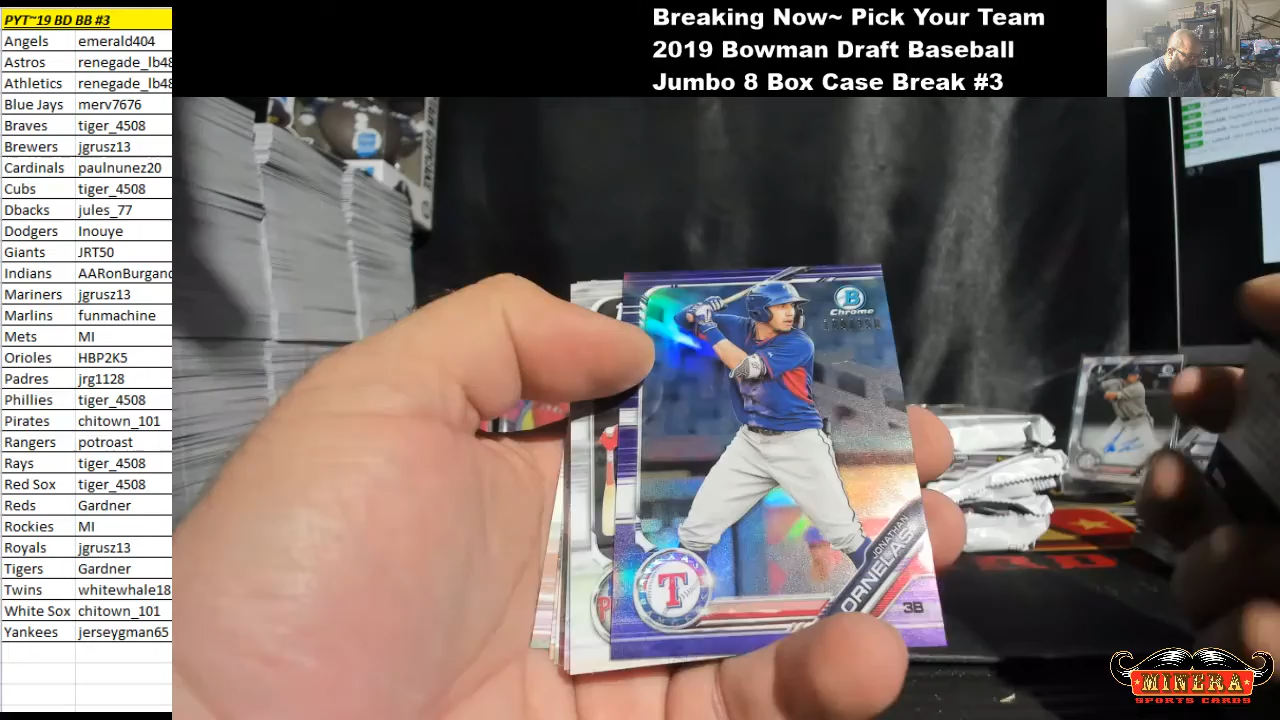 PYT~19 BD BB #3
Angels emerald404
Astros renegade_lb48
Athletics renegade_lb48
Blue Jays merv7676
Braves tiger_4508
Brewers jgrusz13
Cardinals paulnunez20
Cubs tiger_4508
Dbacks jules_77
Dodgers Inouye
Giants JRT50
Indians AARonBurgand
Mariners jgrusz13
Marlins funmachine
Mets MI
Orioles HBP2K5
Padres jrg1128
Phillies tiger_4508
Pirates chitown_101
Rangers potroast
Rays tiger_4508
Red Sox tiger_4508
Reds Gardner
Rockies MI
Royals jgrusz13
Tigers Gardner
Twins whitewhale18
White Sox chitown_101
Yankees jerseygman65
Breaking Now~ Pick Your Team
2019 Bowman Draft Baseball
Jumbo 8 Box Case Break #3
B
Chrome
JONATHAN
ORNELAS
3B
T
MINERA
SPORTS CARDS